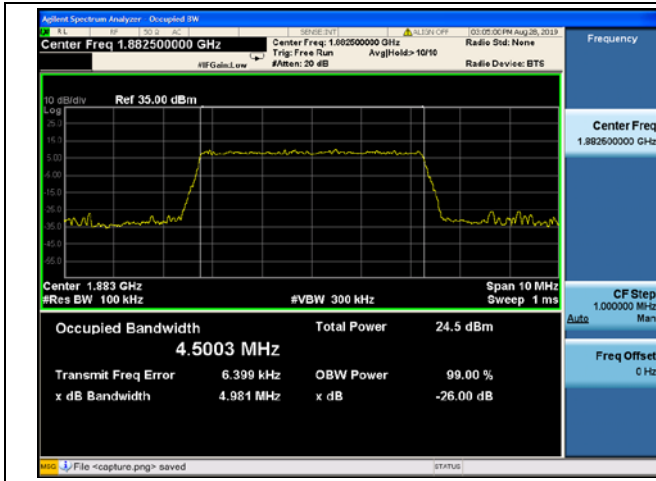 Agilent Spectrum Analyzer - Occupied BW
RL RF 50 Ω AC SENSE:INT ALIGN OFF 03:05:00 PM Aug 28, 2019
Center Freq 1.882500000 GHz
Center Freq: 1.882500000 GHz
Radio Std: None
Trig: Free Run Avg|Hold:> 10/10
#IFGain:Low #Atten: 20 dB Radio Device: BTS
10 dB/div Ref 35.00 dBm
Log
25.0
15.0
5.00
-5.00
-15.0
-25.0
-35.0
-45.0
-55.0
Center 1.883 GHz Span 10 MHz
#Res BW 100 kHz #VBW 300 kHz Sweep 1 ms
Occupied Bandwidth Total Power 24.5 dBm
4.5003 MHz
Transmit Freq Error 6.399 kHz OBW Power 99.00 %
x dB Bandwidth 4.981 MHz x dB -26.00 dB
MSG File <capture.png> saved STATUS
Frequency
Center Freq
1.882500000 GHz
CF Step
1.000000 MHz
Auto Man
Freq Offset
0 Hz